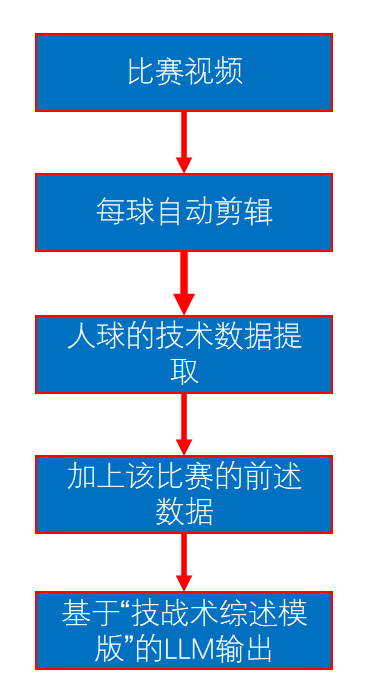 比赛视频
每球自动剪辑
人球的技术数据提
取
加上该比赛的前述
数据
基于“技战术综述模
版”的LLM输出